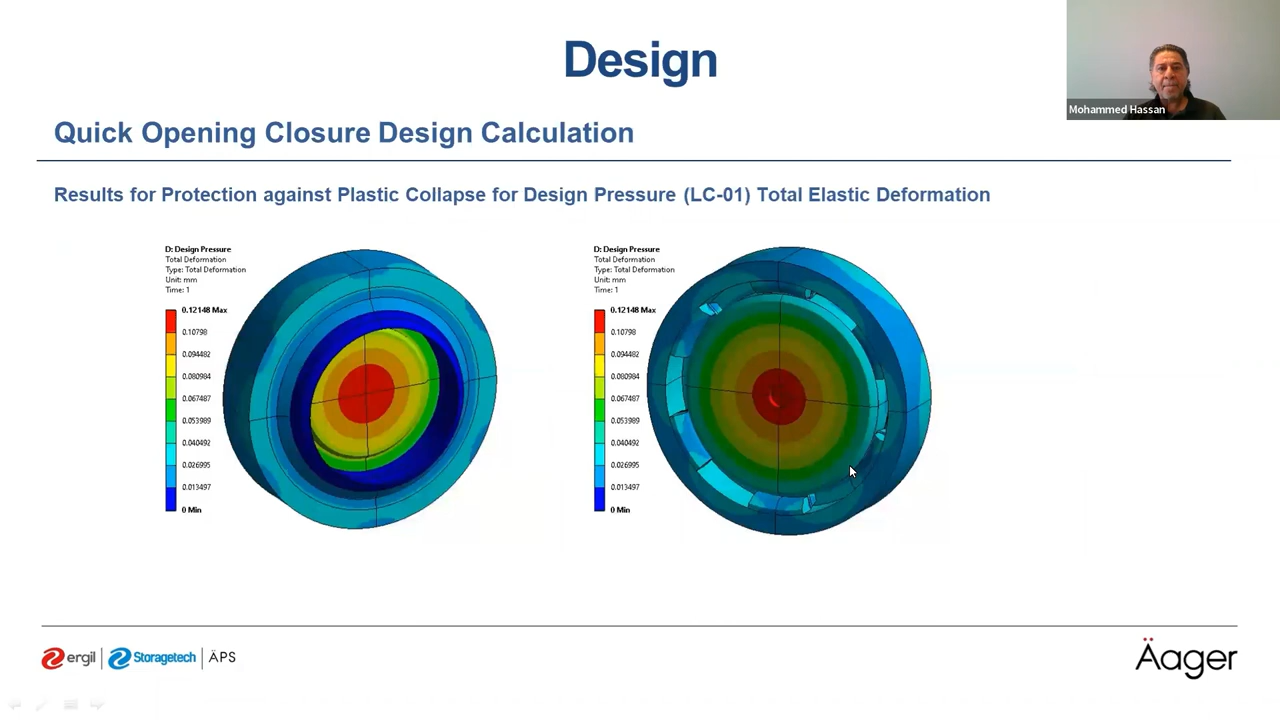 Design
Mohammed Hassan
Quick Opening Closure Design Calculation
Results for Protection against Plastic Collapse for Design Pressure (LC-01) Total Elastic Deformation
D: Design Pressure
Total Deformation
Type: Total Deformation
Unit: mm
Time: 1
0.12148 Max
0.10798
0.094482
0.080984
0.067487
0.053989
0.040492
0.026995
0.013497
0 Min
D: Design Pressure
Total Deformation
Type: Total Deformation
Unit: mm
Time: 1
0.12148 Max
0.10798
0.094482
0.080984
0.067487
0.053989
0.040492
0.026995
0.013497
0 Min
ergil Storagetech ÄPS
Äager